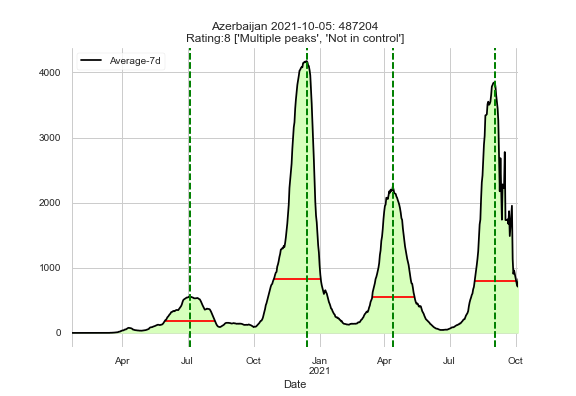 Azerbaijan 2021-10-05: 487204
Rating:8 ['Multiple peaks', 'Not in control']
Average-7d
4000
3000
2000
1000
0
Apr
Jul
Oct
Jan
2021
Apr
Jul
Oct
Date